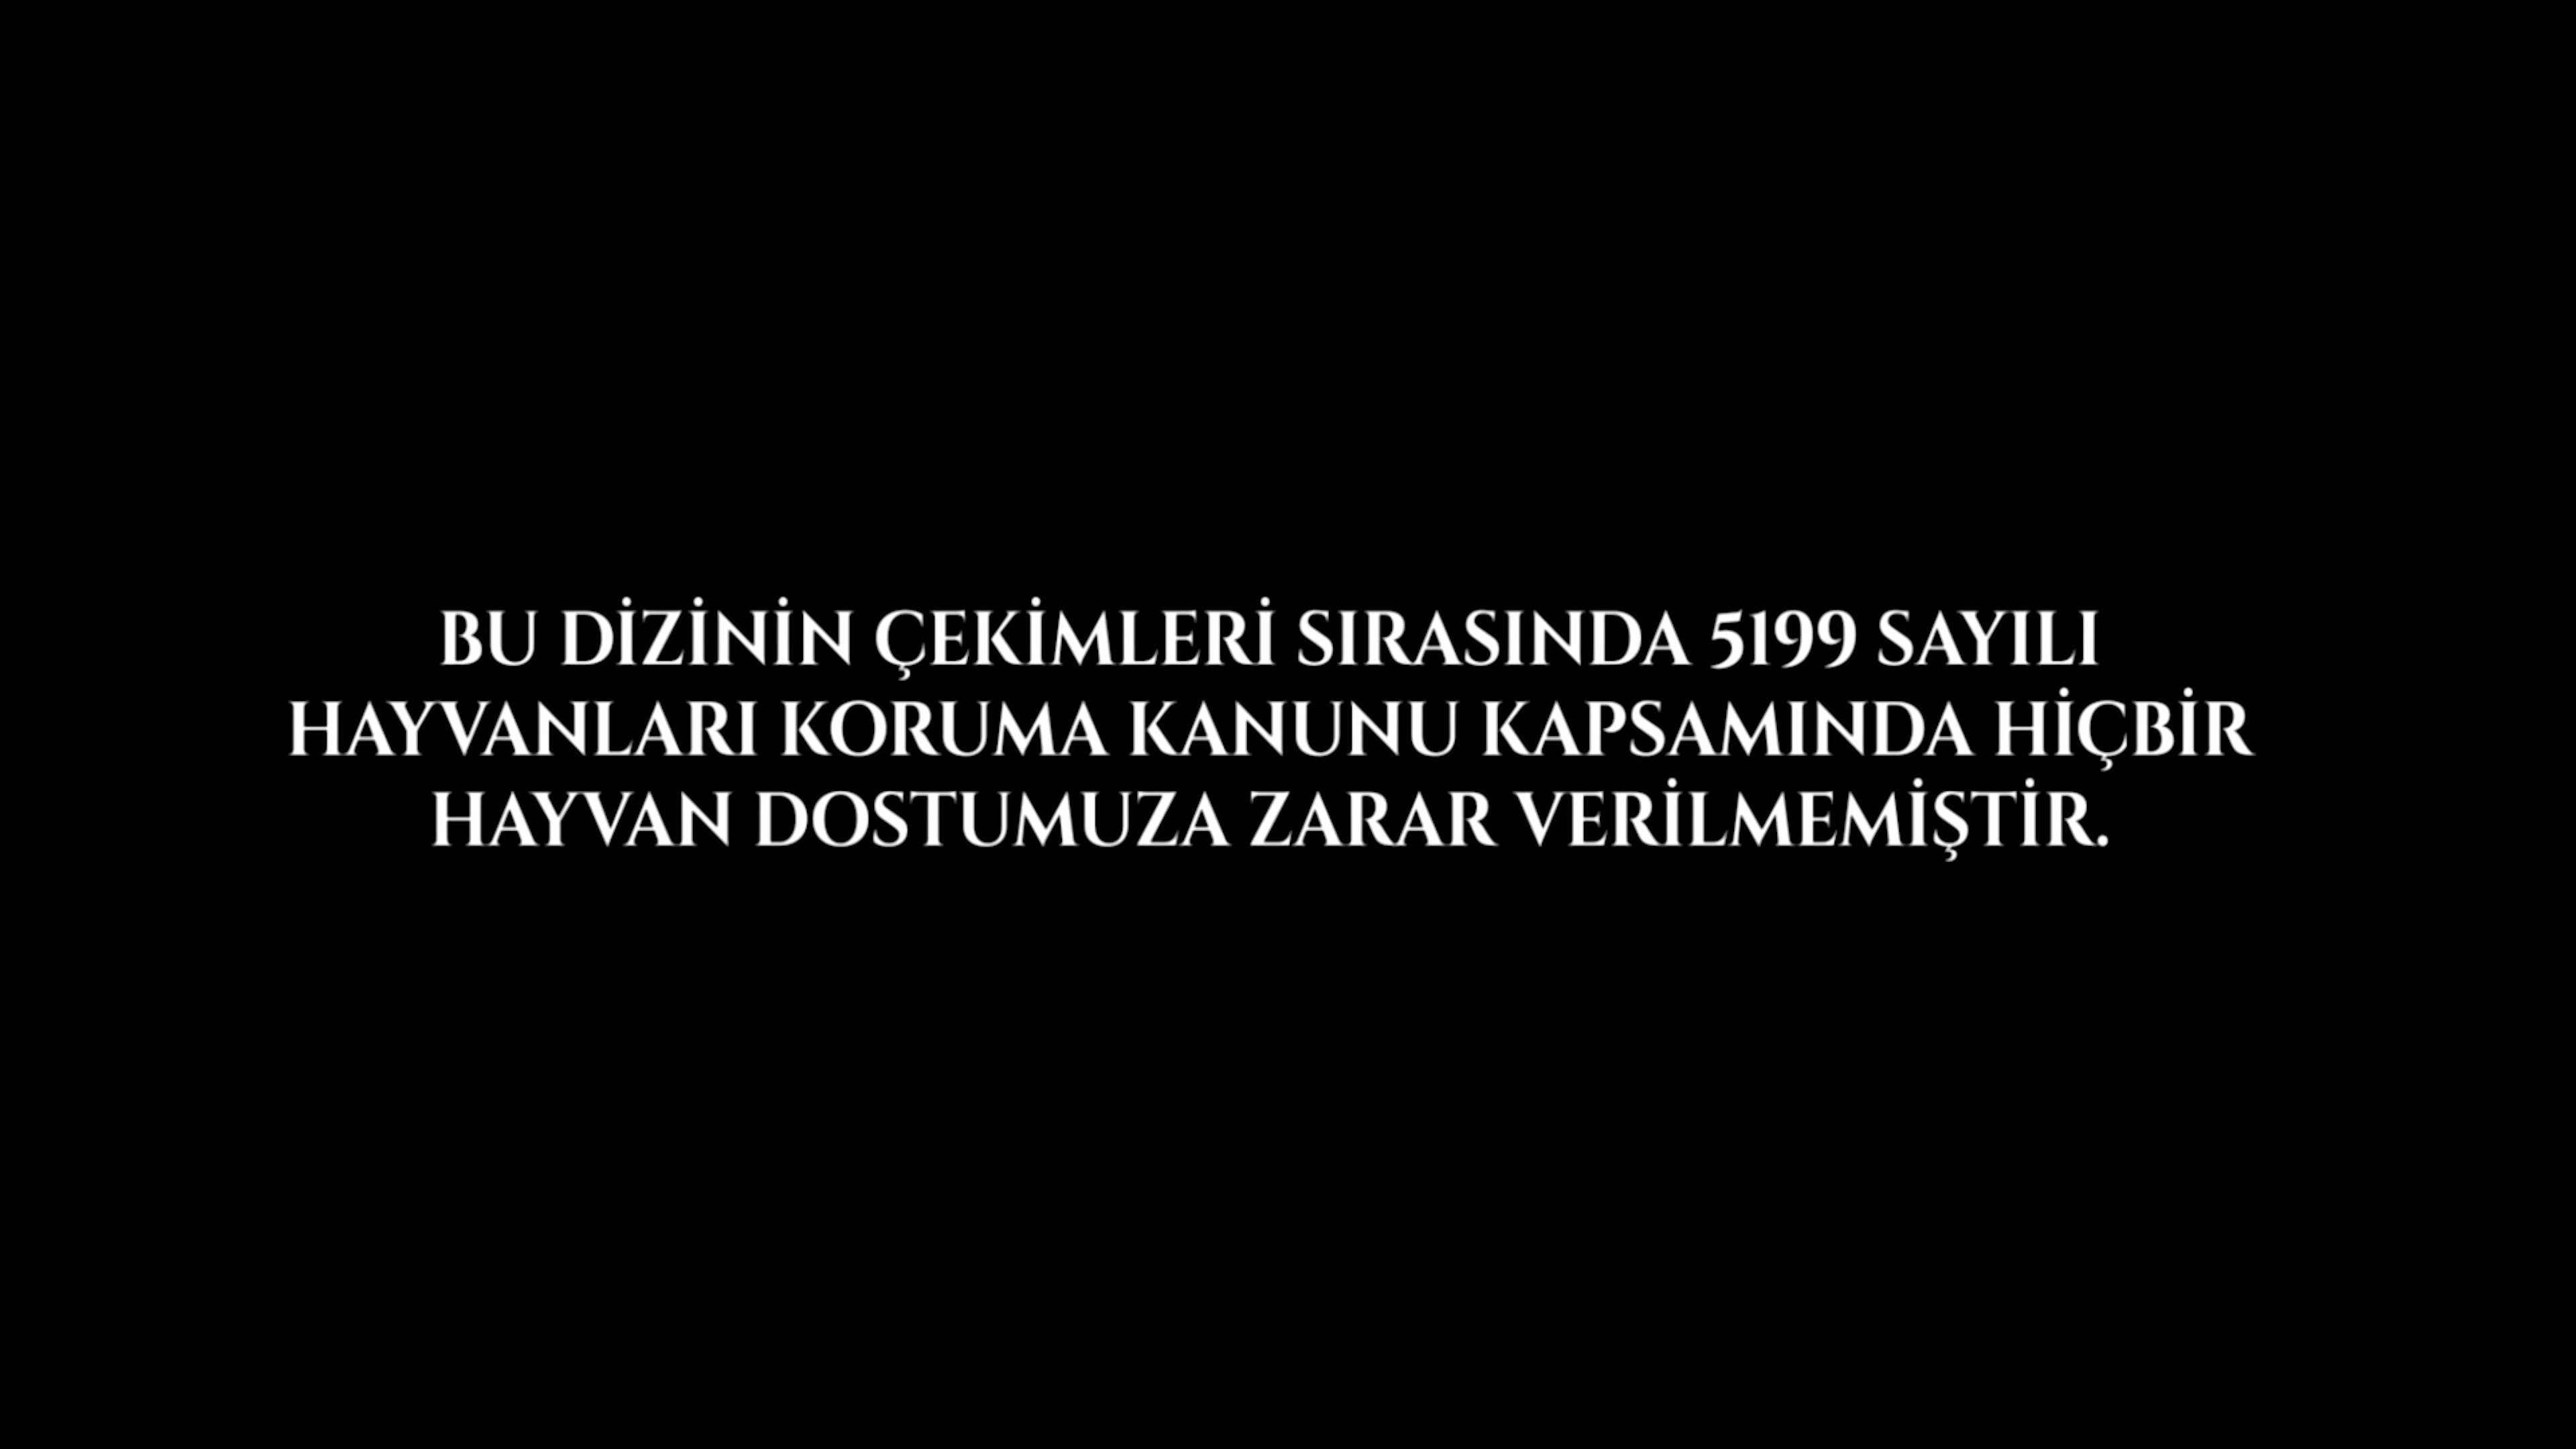 BU DİZİNİN ÇEKİMLERİ SIRASINDA 5199 SAYILI
HAYVANLARI KORUMA KANUNU KAPSAMINDA HİÇBİR
HAYVAN DOSTUMUZA ZARAR VERİLMEMİŞTİR.